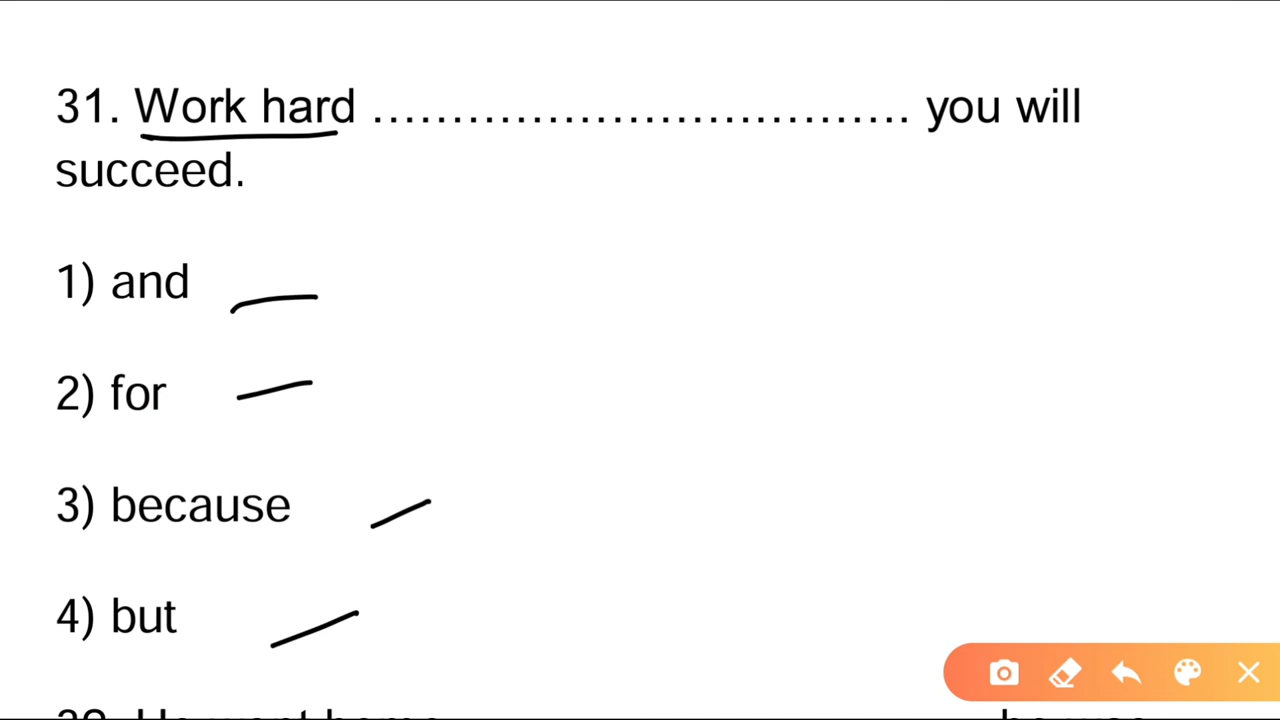 31. Work hard ………………………………. you will
succeed.
1) and
2) for
3) because
4) but